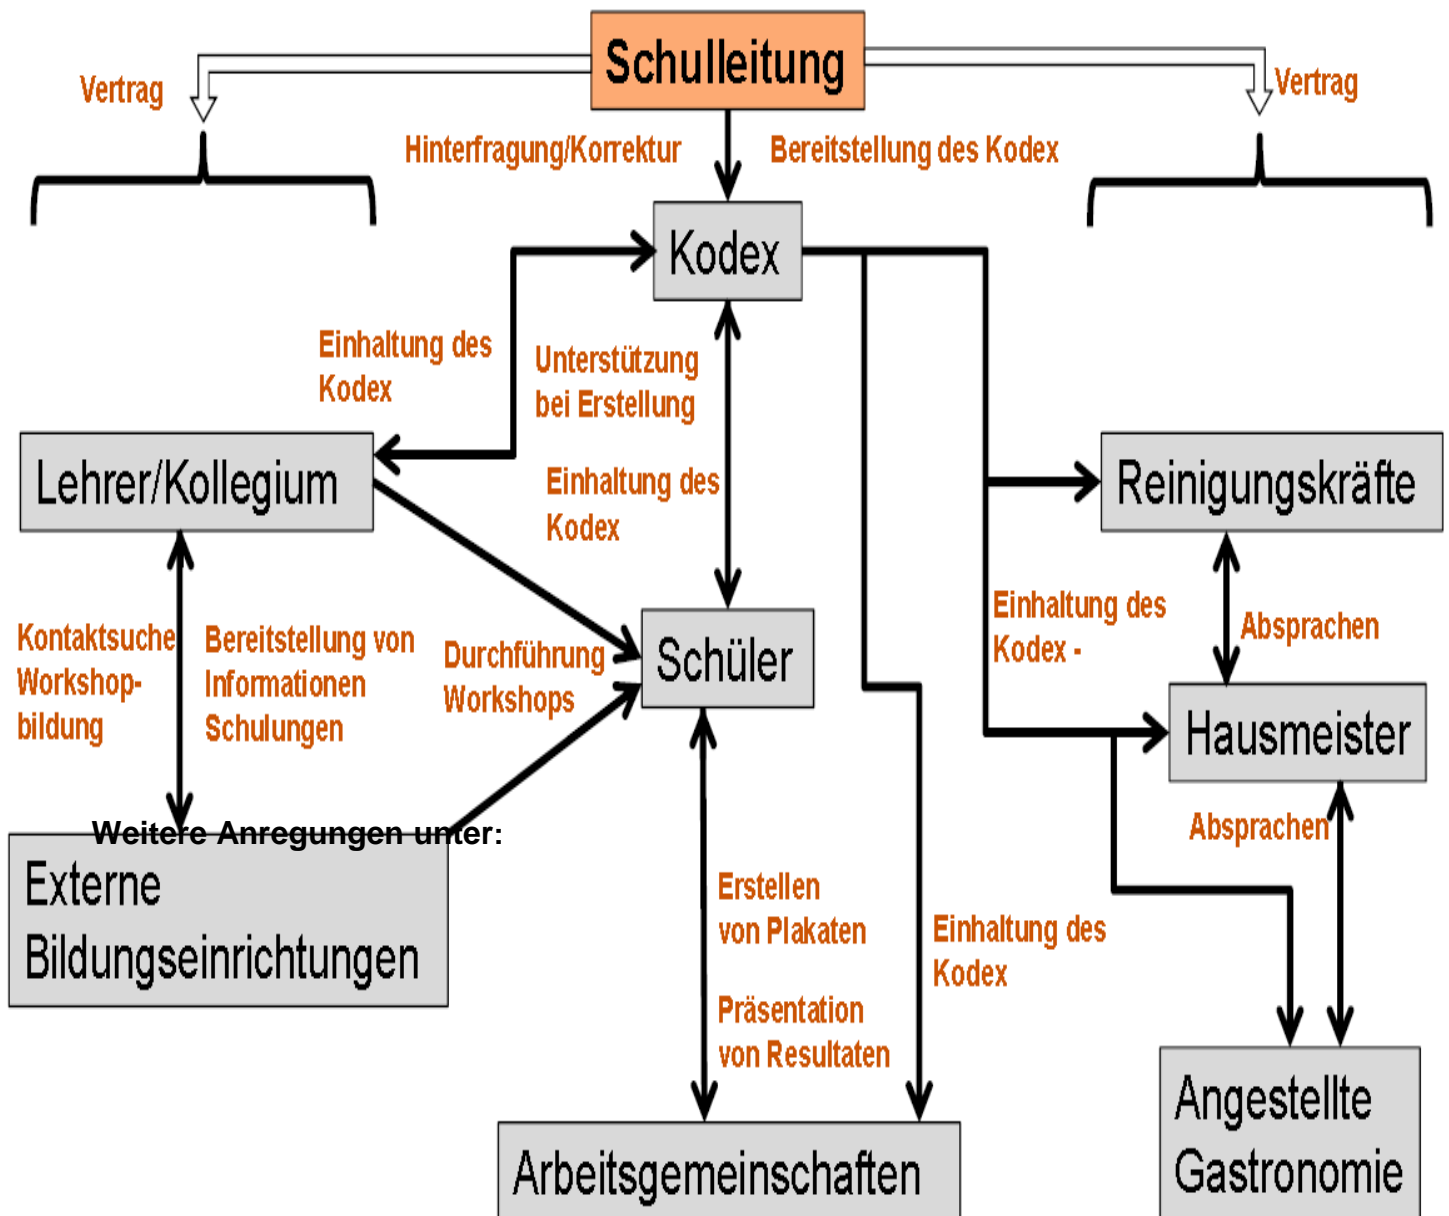 Schulleitung
Vertrag
Vertrag
Hinterfragung/Korrektur
Bereitstellung des Kodex
Kodex
Einhaltung des
Kodex
Unterstützung
bei Erstellung
Lehrer/Kollegium
Einhaltung des
Kodex
Reinigungskräfte
Kontaktsuche
Workshop-
bildung
Bereitstellung von
Informationen
Schulungen
Durchführung
Workshops
Schüler
Einhaltung des
Kodex -
Absprachen
Hausmeister
Absprachen
Weitere Anregungen unter:
Externe
Bildungseinrichtungen
Erstellen
von Plakaten
Präsentation
von Resultaten
Einhaltung des
Kodex
Arbeitsgemeinschaften
Angestellte
Gastronomie